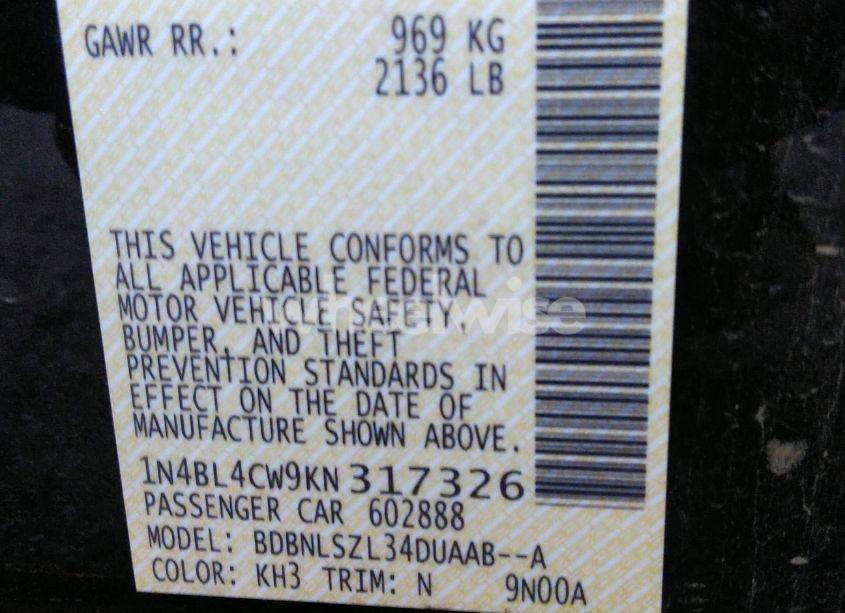 GAWR RR.: 969 KG
2136 LB
THIS VEHICLE CONFORMS TO
ALL APPLICABLE FEDERAL
MOTOR VEHICLE SAFETY,
BUMPER, AND THEFT
PREVENTION STANDARDS IN
EFFECT ON THE DATE OF
MANUFACTURE SHOWN ABOVE.
1N4BL4CW9KN317326
PASSENGER CAR 602888
MODEL: BDBNLSZL34DUAAB--A
COLOR: KH3 TRIM: N 9N00A
wheelwise